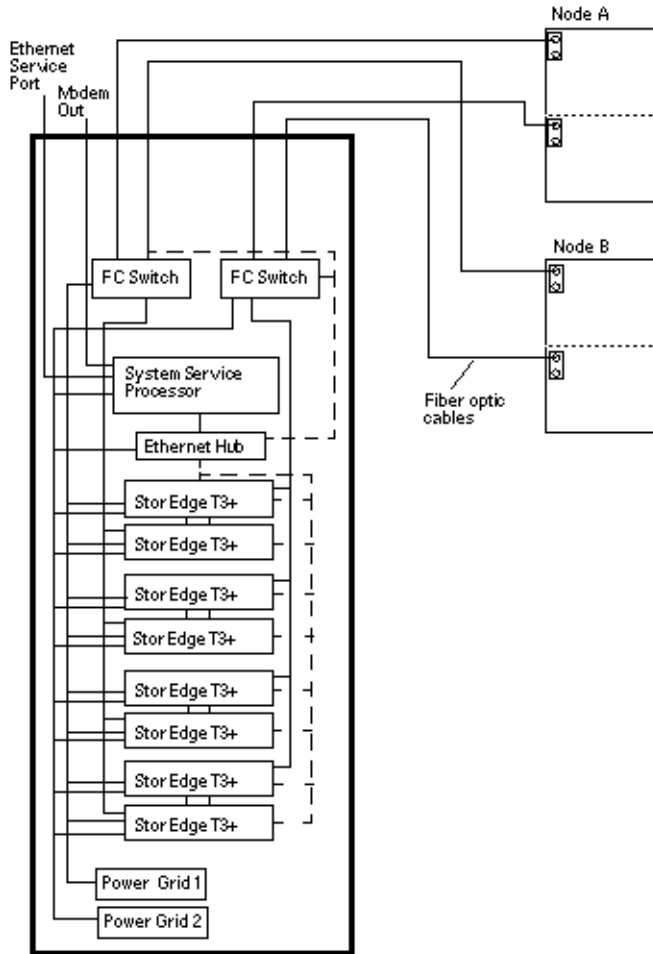 Node A
Ethernet
Service
Port
Modem
Out
Node B
FC Switch
FC Switch
System Service
Processor
Fiber optic
cables
Ethernet Hub
Stor Edge T3+
Stor Edge T3+
Stor Edge T3+
Stor Edge T3+
Stor Edge T3+
Stor Edge T3+
Stor Edge T3+
Stor Edge T3+
Power Grid 1
Power Grid 2